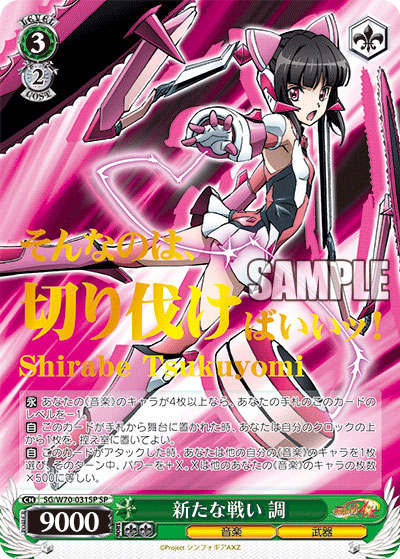 LEVEL
3
2
COST
そんなのは、
切り伐け
ばいいッ!
SAMPLE
Shirabe Tsukuyomi
永 あなたの《音楽》のキャラが4枚以上なら、あなたの手札のこのカードの
レベルを-1。
自 このカードが手札から舞台に置かれた時、あなたは自分のクロックの上
から1枚を、控え室に置いてよい。
自 このカードがアタックした時、あなたは他の自分の《音楽》のキャラを1枚
選び、そのターン中、パワーを+X。Xは他のあなたの《音楽》のキャラの枚数
×500に等しい。
CH SG/W70-031SP SP
9000
新たな戦い 調
音楽
武器
©Project シンフォギアAXZ